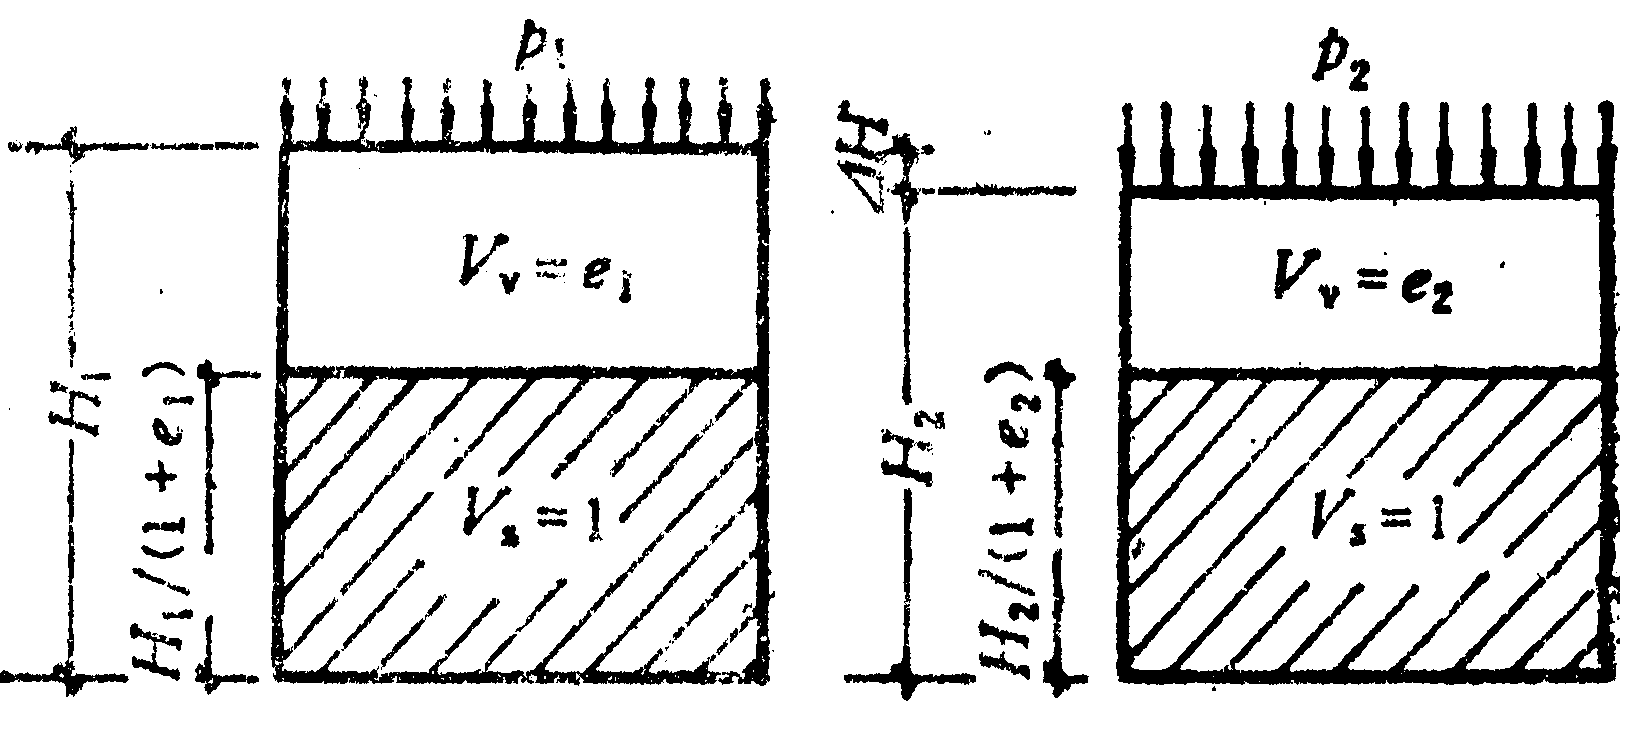 p₁
Vᵥ = e₁
Vₛ = 1
H₁
H₁/(1 + e₁)
p₂
ΔH
Vᵥ = e₂
Vₛ = 1
H₂
H₂/(1 + e₂)